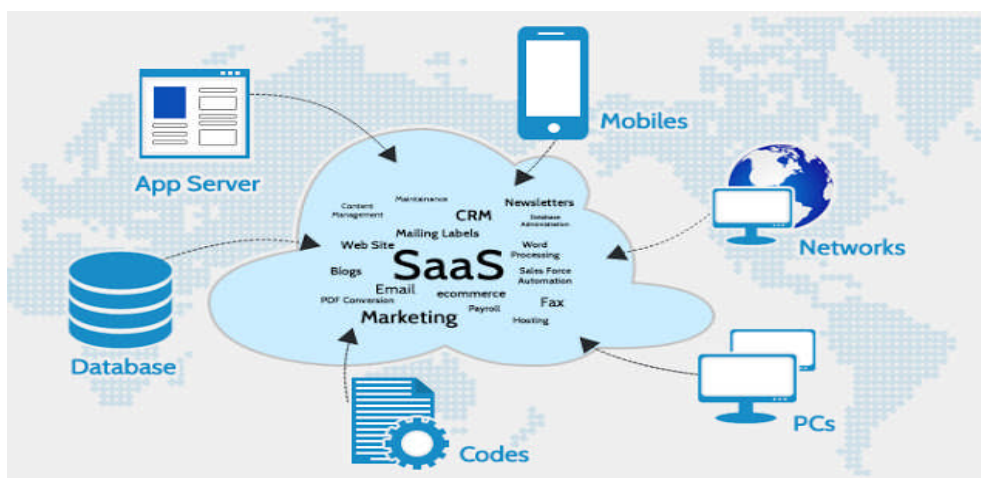 Mobiles
App Server
Networks
Database
PCs
Codes
Content
Management
Maintenance
CRM
Newsletters
Database
Administration
Mailing Labels
Web Site
Word
Processing
SaaS
Blogs
Sales Force
Automation
Email
ecommerce
PDF Conversion
Payroll
Fax
Marketing
Hosting